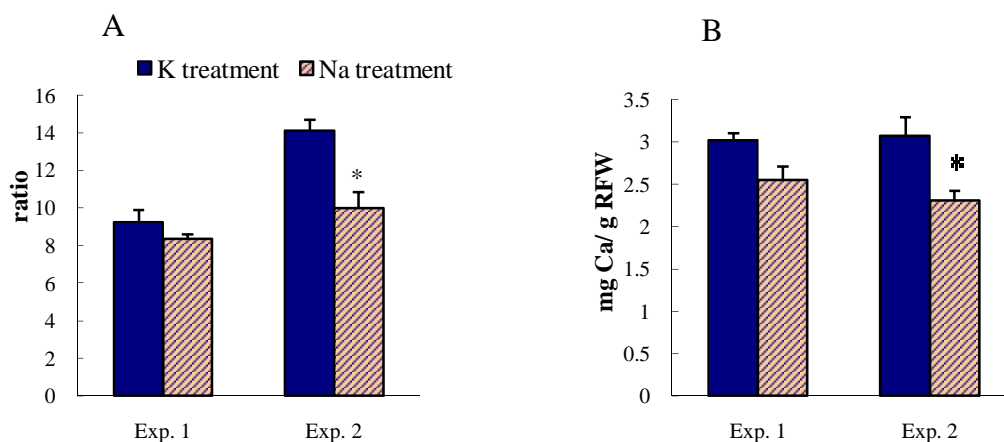 A
K treatment Na treatment
ratio
16
14
12
10
8
6
4
2
0
*
Exp. 1 Exp. 2
B
mg Ca/ g RFW
3.5
3
2.5
2
1.5
1
0.5
0
*
Exp. 1 Exp. 2